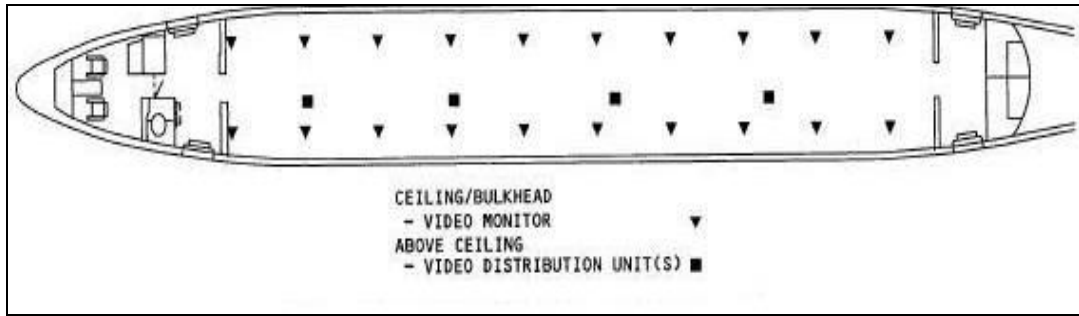 CEILING/BULKHEAD
- VIDEO MONITOR ▼
ABOVE CEILING
- VIDEO DISTRIBUTION UNIT(S) ■